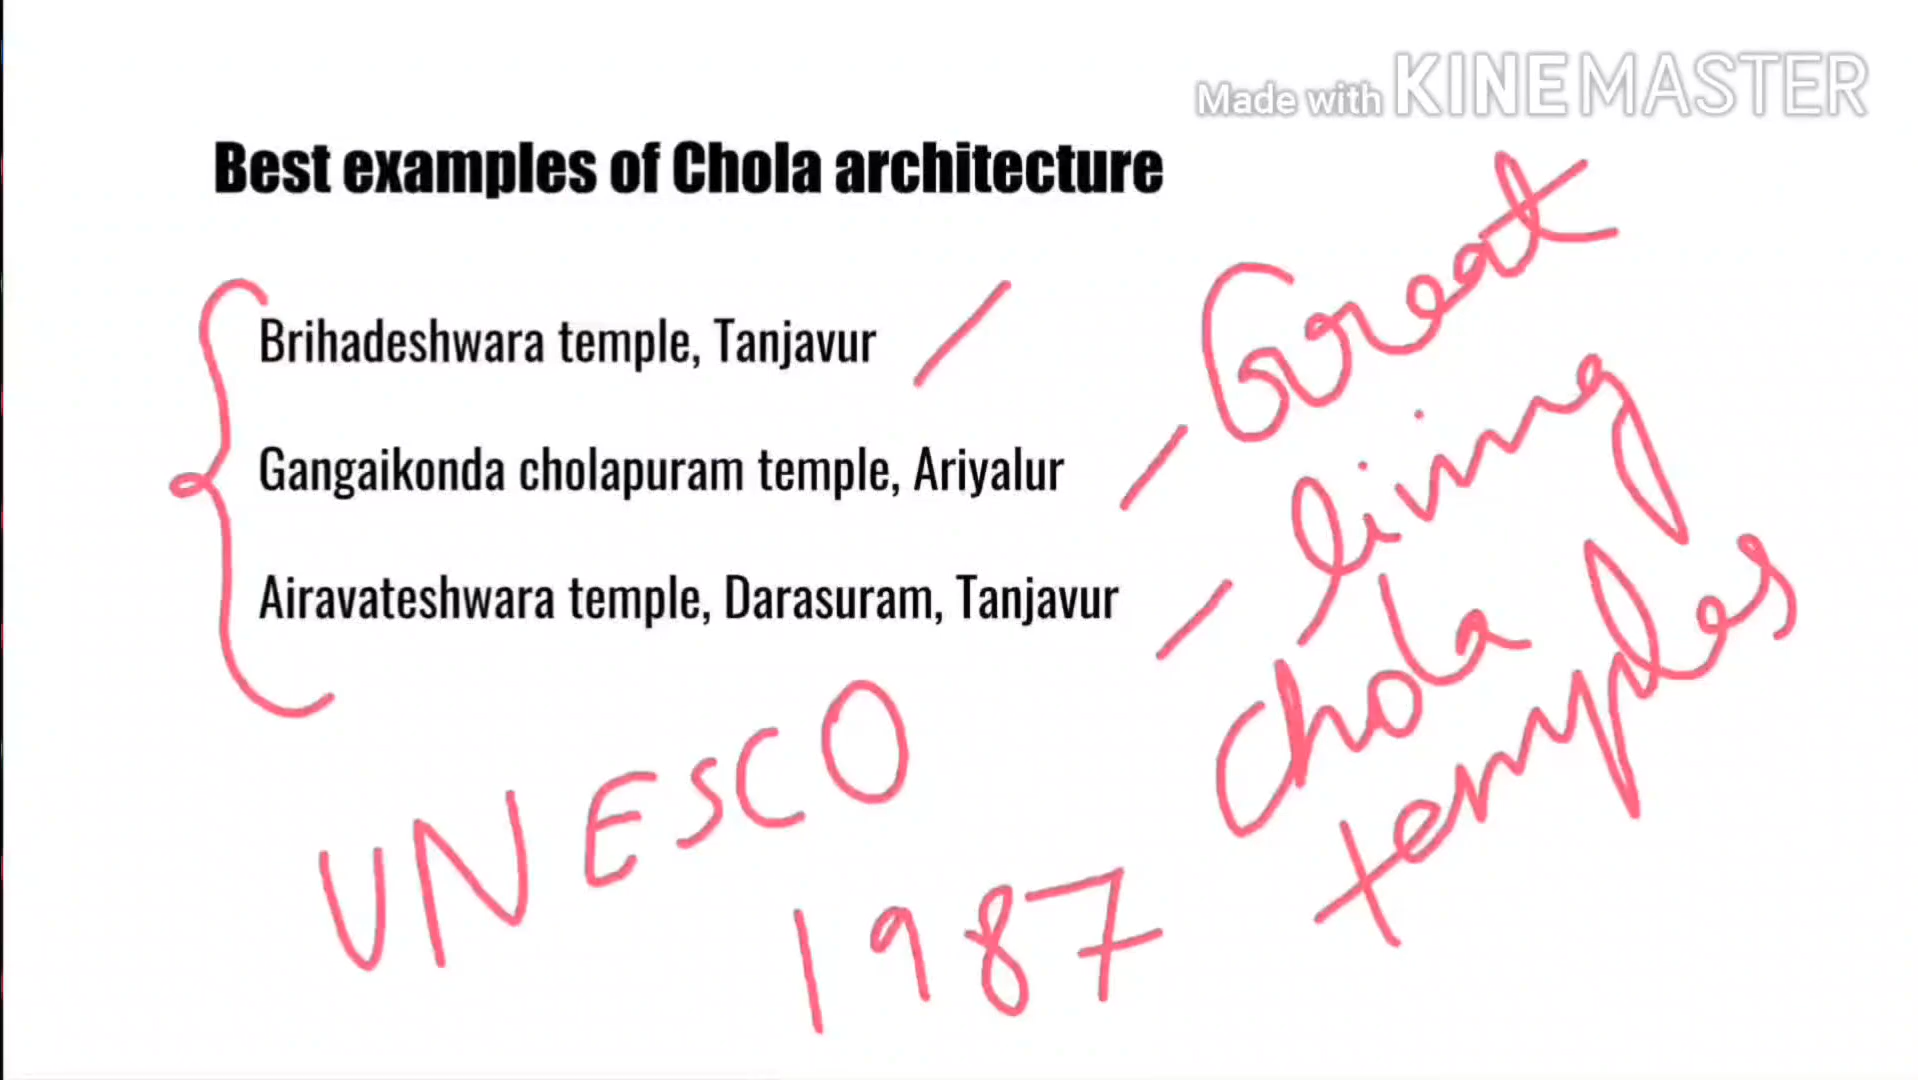 Made with KINEMASTER
Best examples of Chola architecture
Brihadeshwara temple, Tanjavur
Gangaikonda cholapuram temple, Ariyalur
Airavateshwara temple, Darasuram, Tanjavur
Great
living
chola
temples
UNESCO
1987